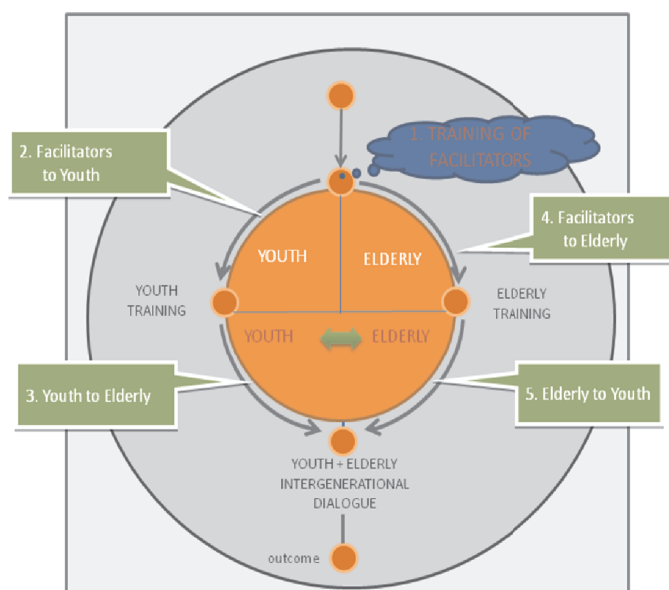 1. TRAINING OF
FACILITATORS
2. Facilitators
to Youth
4. Facilitators
to Elderly
YOUTH
ELDERLY
YOUTH
TRAINING
ELDERLY
TRAINING
YOUTH
ELDERLY
3. Youth to Elderly
5. Elderly to Youth
YOUTH + ELDERLY
INTERGENERATIONAL
DIALOGUE
outcome